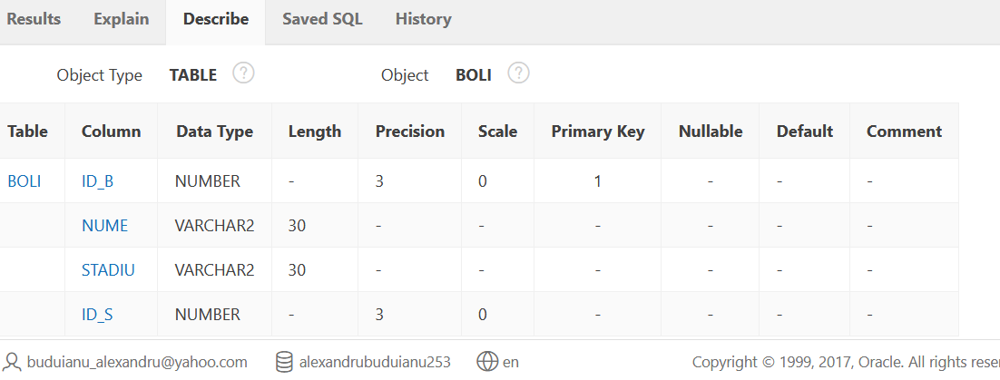 Results Explain Describe Saved SQL History
Object Type TABLE ? Object BOLI ?
Table Column Data Type Length Precision Scale Primary Key Nullable Default Comment
BOLI ID_B NUMBER - 3 0 1 - - -
NUME VARCHAR2 30 - - - - - -
STADIU VARCHAR2 30 - - - - - -
ID_S NUMBER - 3 0 - - - -
buduianu_alexandru@yahoo.com alexandrubuduianu253 en Copyright © 1999, 2017, Oracle. All rights rese